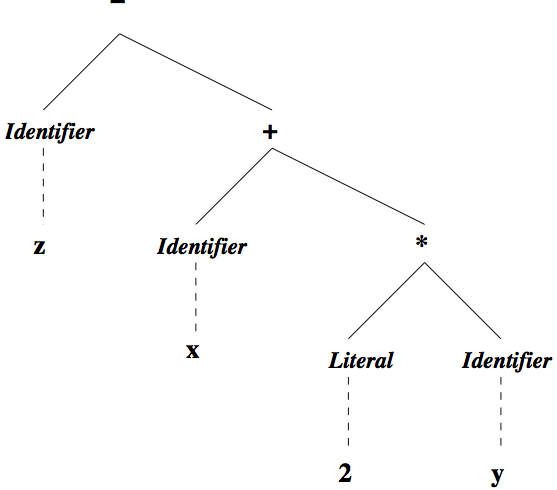 Identifier +
z Identifier *
x Literal Identifier
2 y